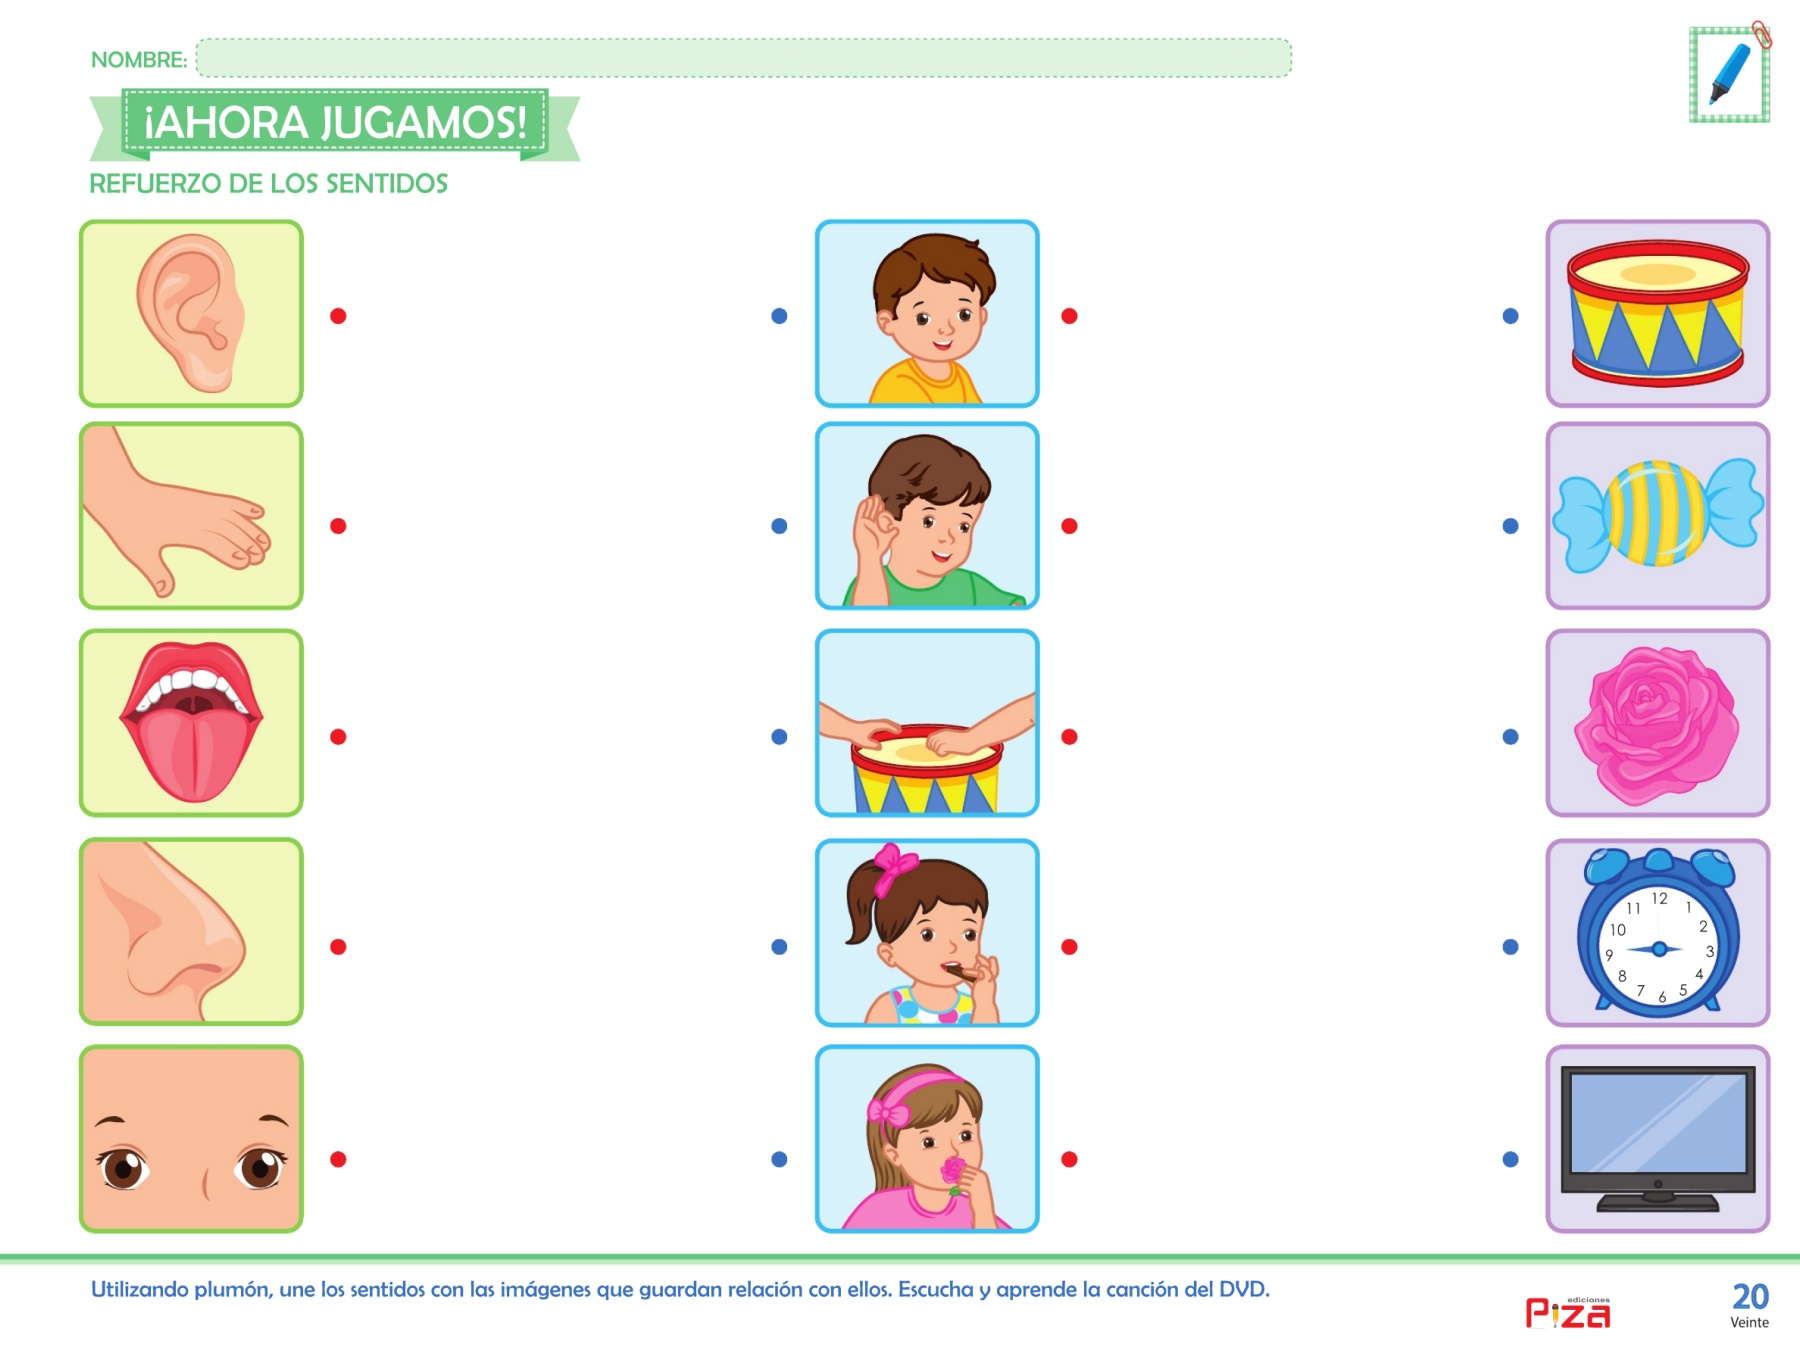 NOMBRE:
¡AHORA JUGAMOS!
REFUERZO DE LOS SENTIDOS
12
11
1
10
2
9
3
8
4
7
5
6
Utilizando plumón, une los sentidos con las imágenes que guardan relación con ellos. Escucha y aprende la canción del DVD.
ediciones
Piza
20
Veinte